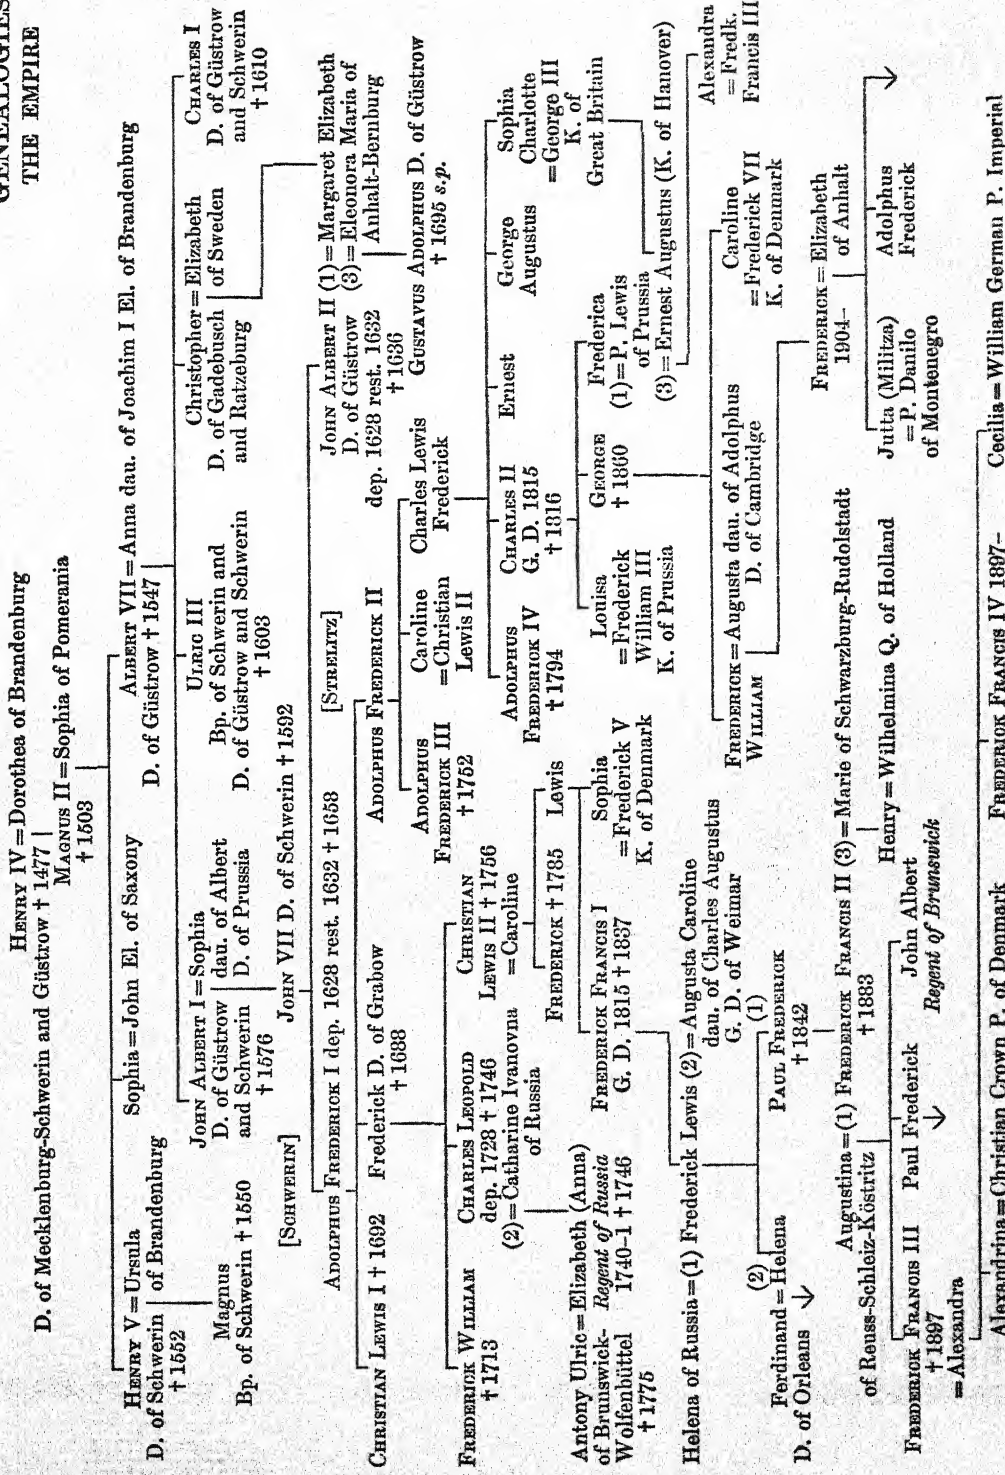 GENEALOGIES
THE EMPIRE
HENRY IV = Dorothea of Brandenburg
D. of Mecklenburg-Schwerin and Güstrow † 1477
MAGNUS II = Sophia of Pomerania
† 1503
HENRY V = Ursula
D. of Schwerin of Brandenburg
† 1552
Sophia = John El. of Saxony
ALBERT VII = Anna dau. of Joachim I El. of Brandenburg
D. of Güstrow † 1547
Magnus
Bp. of Schwerin † 1550
JOHN ALBERT I = Sophia
D. of Güstrow dau. of Albert
and Schwerin D. of Prussia
† 1576
ULRIC III
Bp. of Schwerin and
D. of Güstrow and Schwerin
† 1603
Christopher = Elizabeth
D. of Gadebusch of Sweden
and Ratzeburg
CHARLES I
D. of Güstrow
and Schwerin
† 1610
JOHN VII D. of Schwerin † 1592
[SCHWERIN]
[STRELITZ]
ADOLPHUS FREDERICK I dep. 1628 rest. 1632 † 1658
JOHN ALBERT II (1) = Margaret Elizabeth
D. of Güstrow (3) = Eleonora Maria of
dep. 1628 rest. 1632 Anhalt-Bernburg
† 1636
GUSTAVUS ADOLPHUS D. of Güstrow
† 1695 s.p.
CHRISTIAN LEWIS I † 1692
Frederick D. of Grabow
† 1688
ADOLPHUS FREDERICK II
FREDERICK WILLIAM
† 1713
CHARLES LEOPOLD
dep. 1728 † 1746
(2) = Catharine Ivanovna
of Russia
CHRISTIAN
LEWIS II † 1756
= Caroline
ADOLPHUS
FREDERICK III
† 1752
Caroline
= Christian
Lewis II
Charles Lewis
Frederick
Antony Ulric = Elizabeth (Anna)
of Brunswick- Regent of Russia
Wolfenbüttel 1740-1 † 1746
† 1775
FREDERICK † 1785
Lewis
ADOLPHUS
FREDERICK IV
† 1794
CHARLES II
G. D. 1815
† 1816
Ernest
George
Augustus
Sophia
Charlotte
= George III
K. of
Great Britain
FREDERICK FRANCIS I
G. D. 1815 † 1837
Sophia
= Frederick V
K. of Denmark
Louisa
= Frederick
William III
K. of Prussia
GEORGE
† 1860
Frederica
(1) = P. Lewis
of Prussia
(3) = Ernest Augustus (K. of Hanover)
Helena of Russia = (1) Frederick Lewis (2) = Augusta Caroline
dau. of Charles Augustus
G. D. of Weimar
FREDERICK = Augusta dau. of Adolphus
WILLIAM D. of Cambridge
Caroline
= Frederick VII
K. of Denmark
Alexandra
= Fredk.
Francis III
(2)
Ferdinand = Helena
D. of Orleans
(1)
PAUL FREDERICK
† 1842
FREDERICK = Elizabeth
1904- of Anhalt
Augustina = (1) FREDERICK FRANCIS II (3) = Marie of Schwarzburg-Rudolstadt
of Reuss-Schleiz-Köstritz † 1883
Jutta (Militza)
= P. Danilo
of Montenegro
Adolphus
Frederick
FREDERICK FRANCIS III
† 1897
= Alexandra
Paul Frederick
John Albert
Regent of Brunswick
Henry = Wilhelmina Q. of Holland
Alexandrina = Christian Crown P. of Denmark
FREDERICK FRANCIS IV 1897-
Cecilia = William German P. Imperial